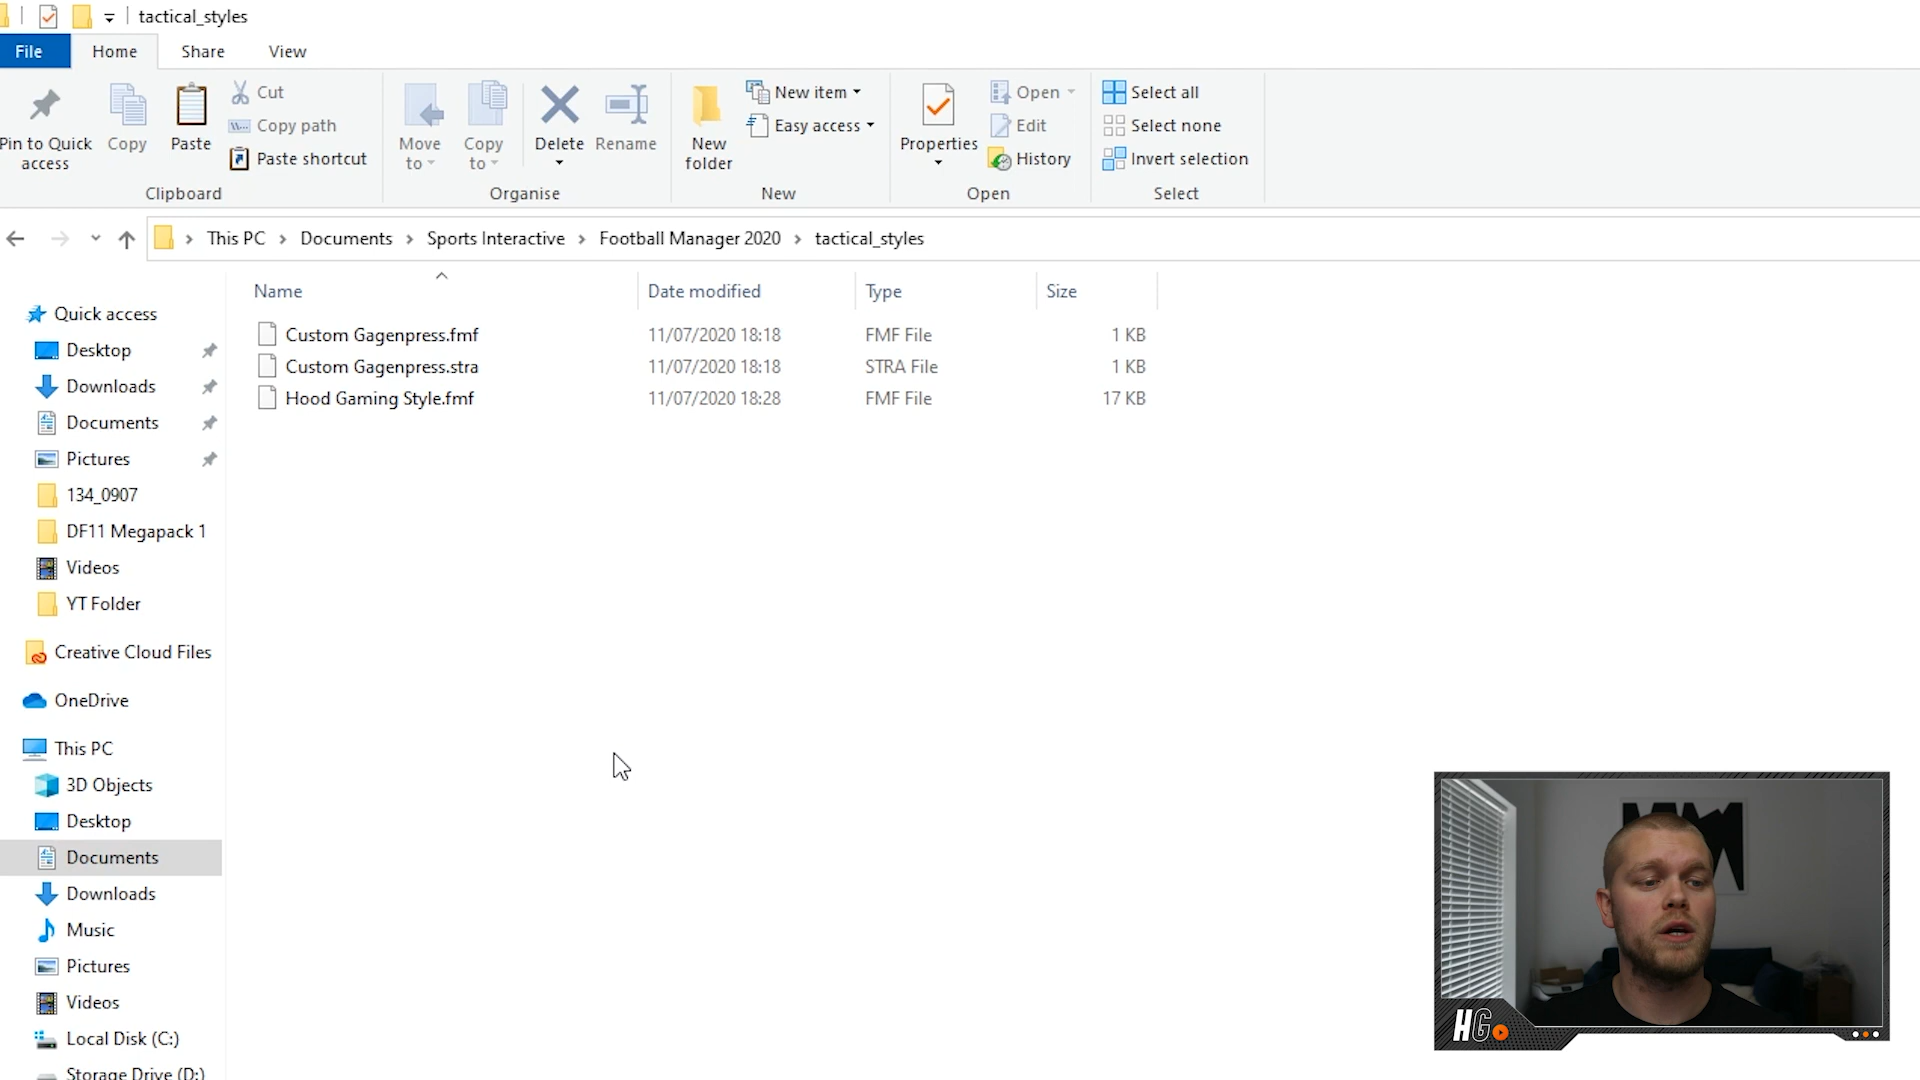 tactical_styles
File Home Share View
Pin to Quick access
Copy
Paste
Cut
Copy path
Paste shortcut
Clipboard
Move to
Copy to
Delete
Rename
Organise
New folder
New item
Easy access
New
Properties
Open
Edit
History
Open
Select all
Select none
Invert selection
Select
This PC > Documents > Sports Interactive > Football Manager 2020 > tactical_styles
Name Date modified Type Size
Custom Gagenpress.fmf 11/07/2020 18:18 FMF File 1 KB
Custom Gagenpress.stra 11/07/2020 18:18 STRA File 1 KB
Hood Gaming Style.fmf 11/07/2020 18:28 FMF File 17 KB
Quick access
Desktop
Downloads
Documents
Pictures
134_0907
DF11 Megapack 1
Videos
YT Folder
Creative Cloud Files
OneDrive
This PC
3D Objects
Desktop
Documents
Downloads
Music
Pictures
Videos
Local Disk (C:)
Storage Drive (D:)
HG